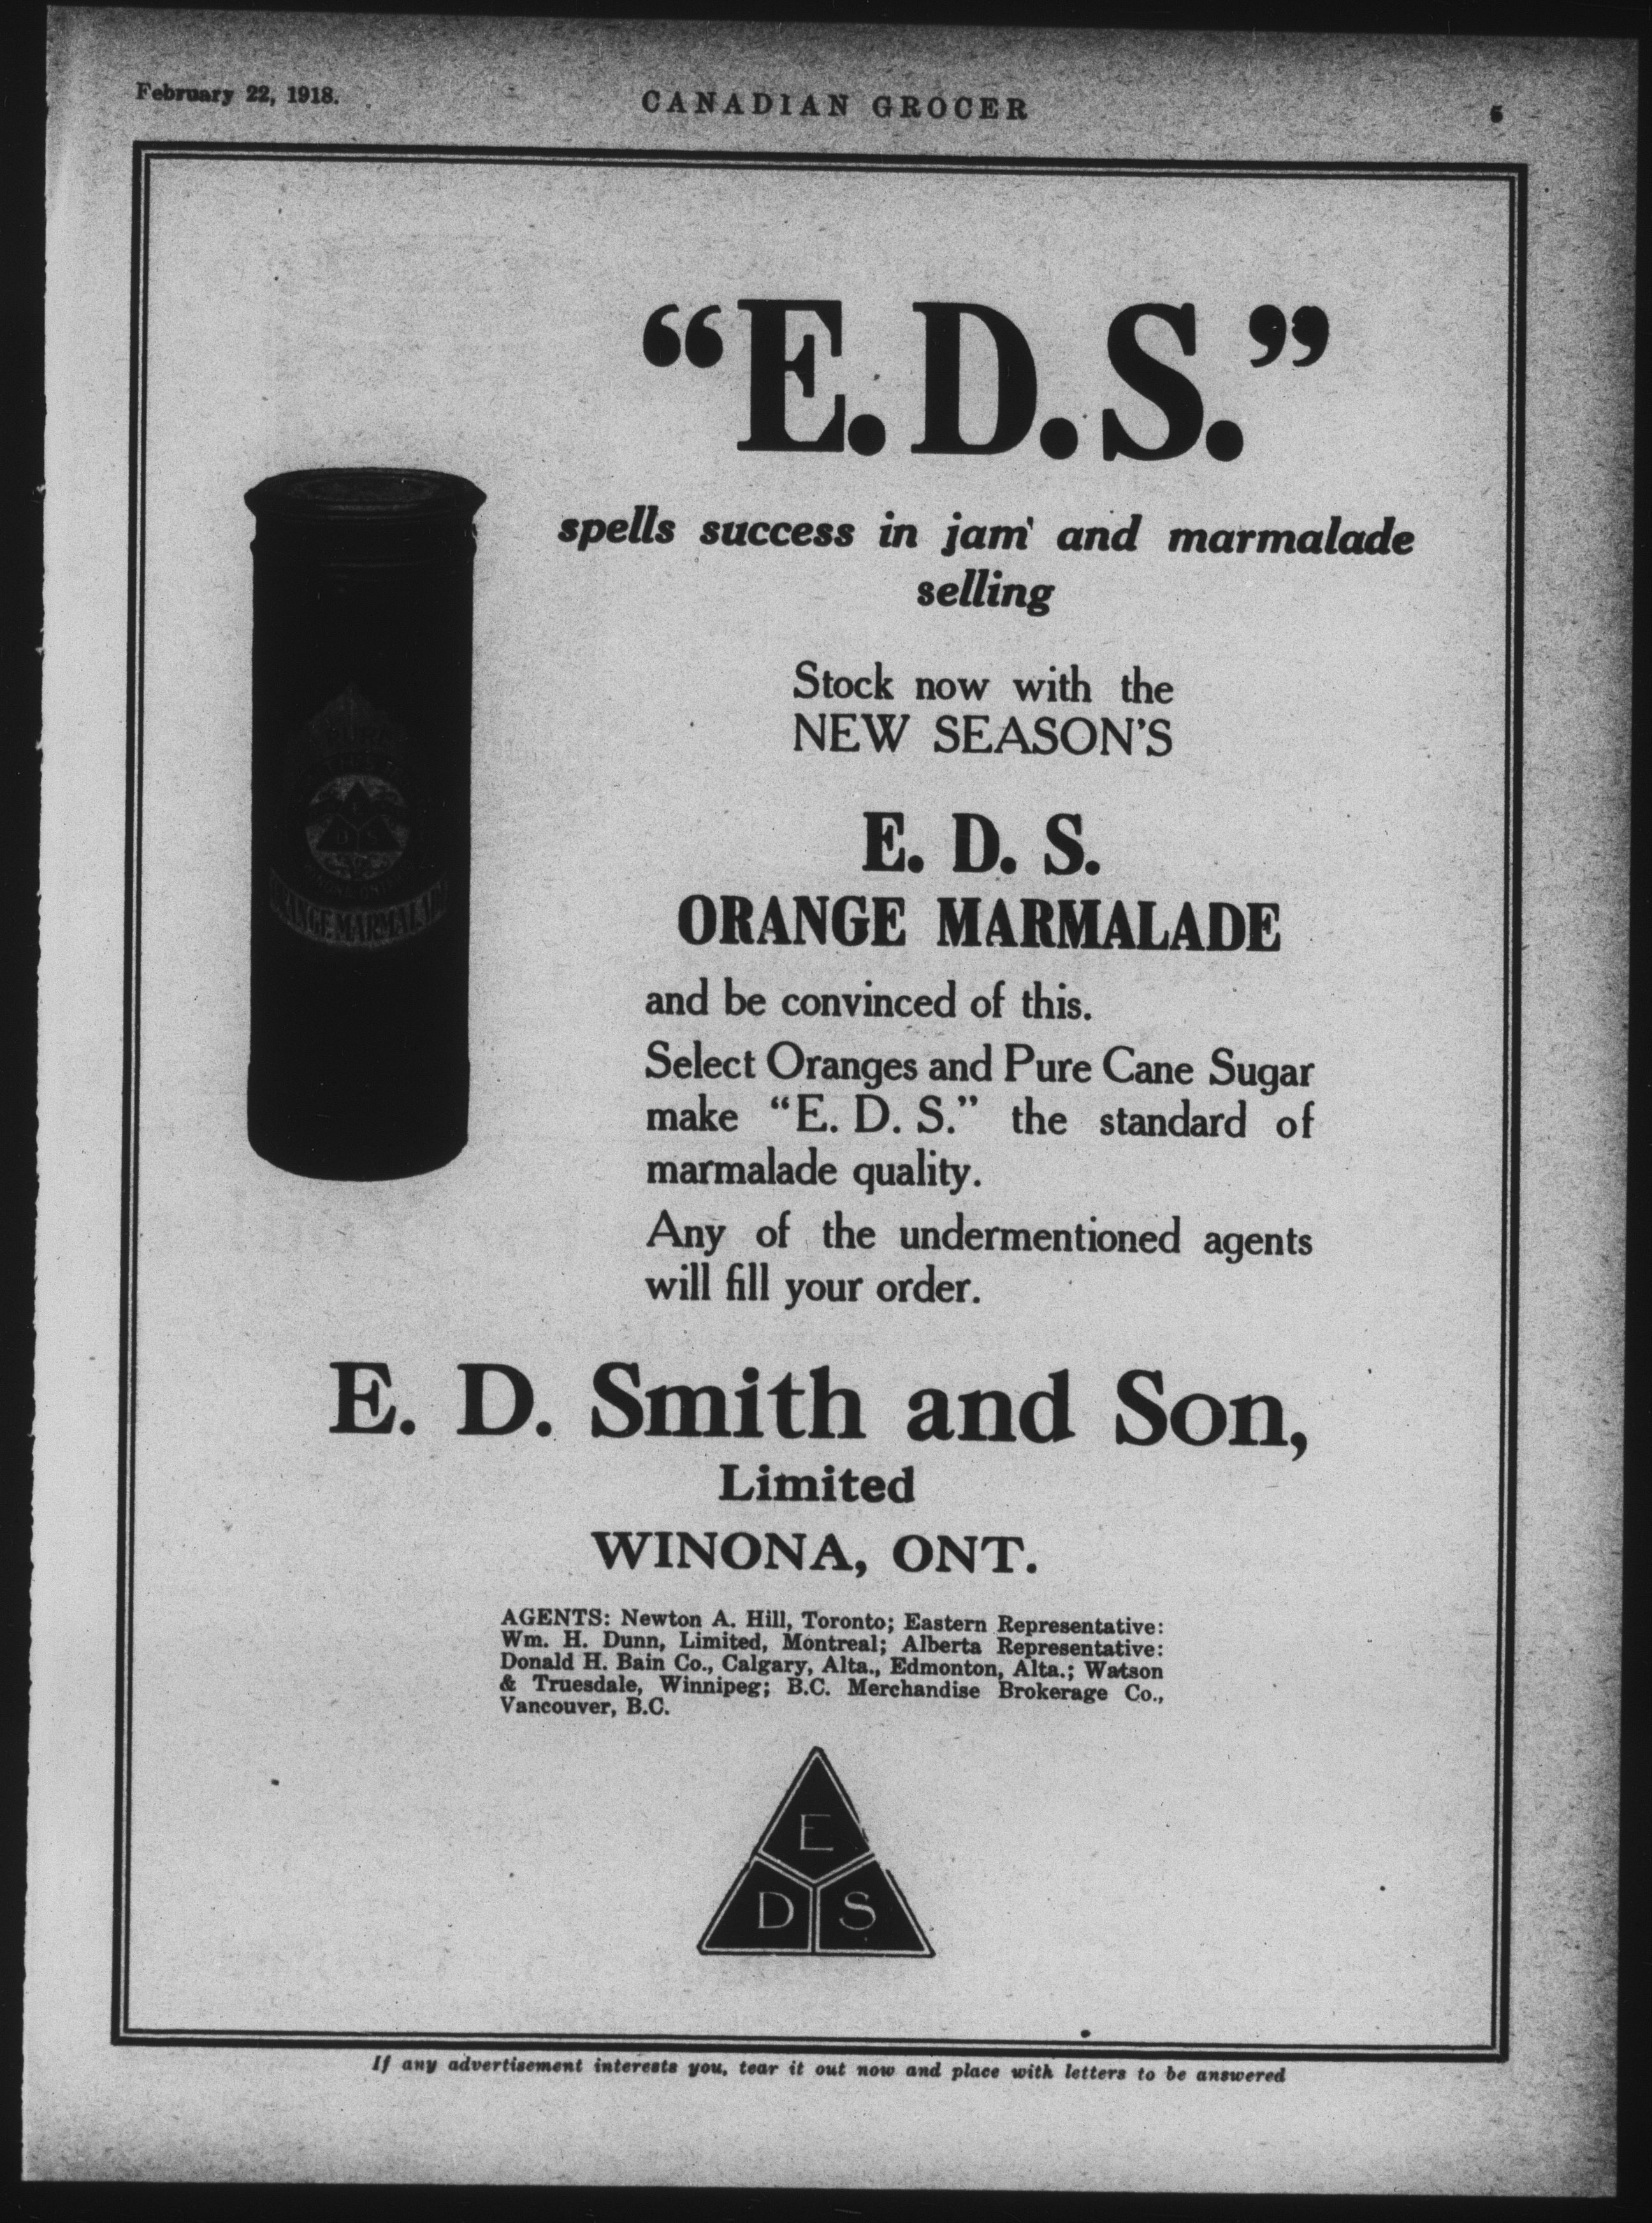 February 22, 1918.
CANADIAN GROCER
5
"E. D. S."
spells success in jam and marmalade
selling
Stock now with the
NEW SEASON'S
E. D. S.
ORANGE MARMALADE
and be convinced of this.
Select Oranges and Pure Cane Sugar
make "E. D. S." the standard of
marmalade quality.
Any of the undermentioned agents
will fill your order.
E. D. Smith and Son,
Limited
WINONA, ONT.
AGENTS: Newton A. Hill, Toronto; Eastern Representative:
Wm. H. Dunn, Limited, Montreal; Alberta Representative:
Donald H. Bain Co., Calgary, Alta., Edmonton, Alta.; Watson
& Truesdale, Winnipeg; B.C. Merchandise Brokerage Co.,
Vancouver, B.C.
E
D S
If any advertisement interests you, tear it out now and place with letters to be answered